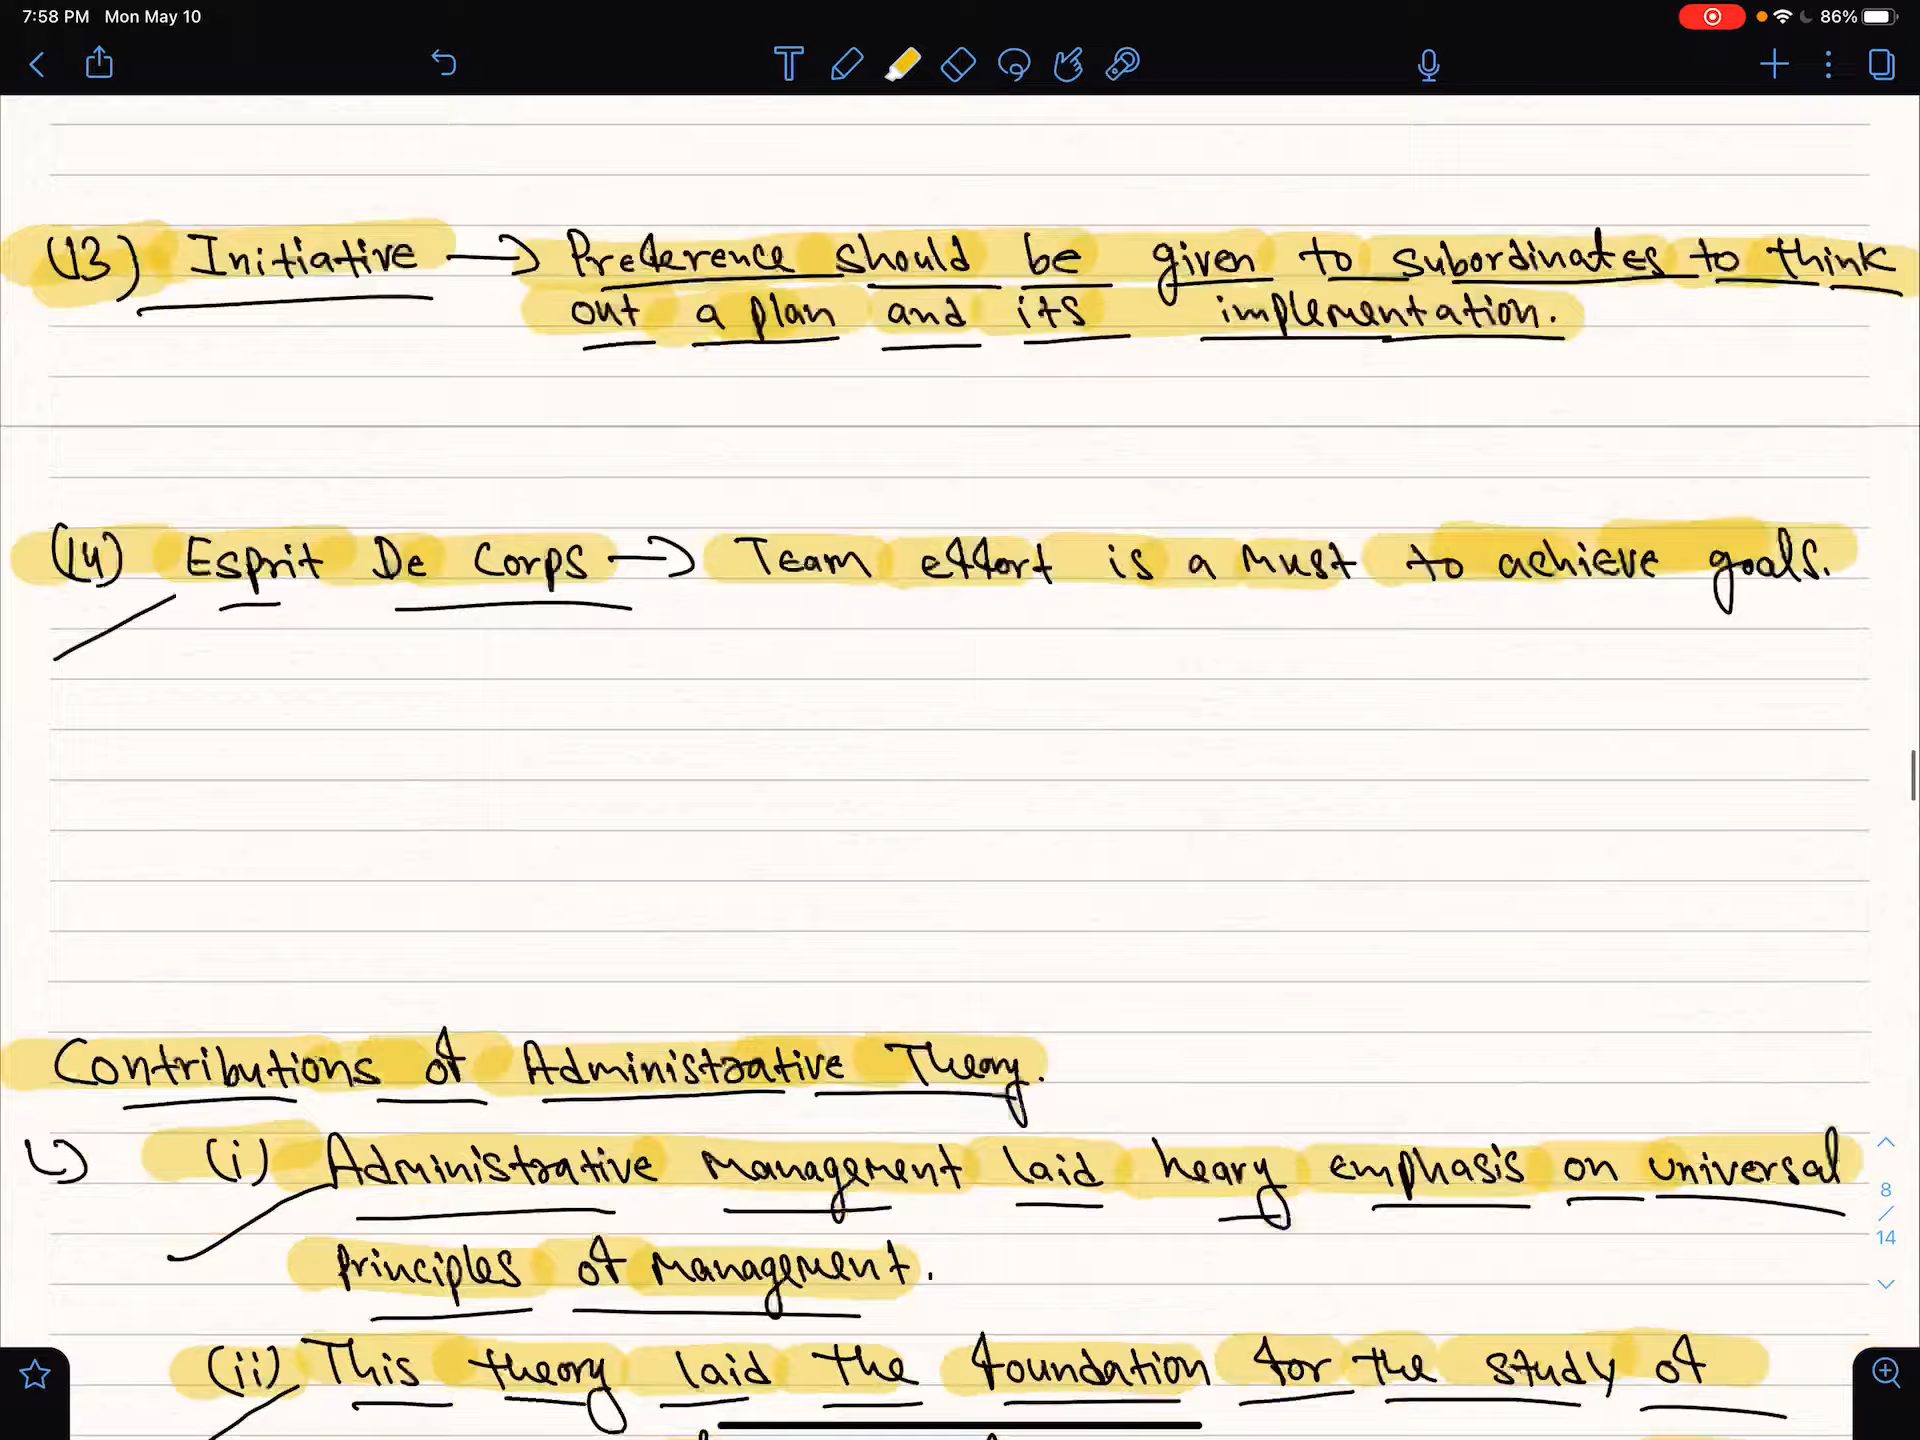 7:58 PM Mon May 10
86%
(13) Initiative → Preference should be given to subordinates to think
out a plan and its implementation.
(14) Esprit De Corps → Team effort is a must to achieve goals.
Contributions of Administrative Theory.
(i) Administrative management laid heavy emphasis on universal
principles of management.
(ii) This theory laid the foundation for the study of
8
/
14